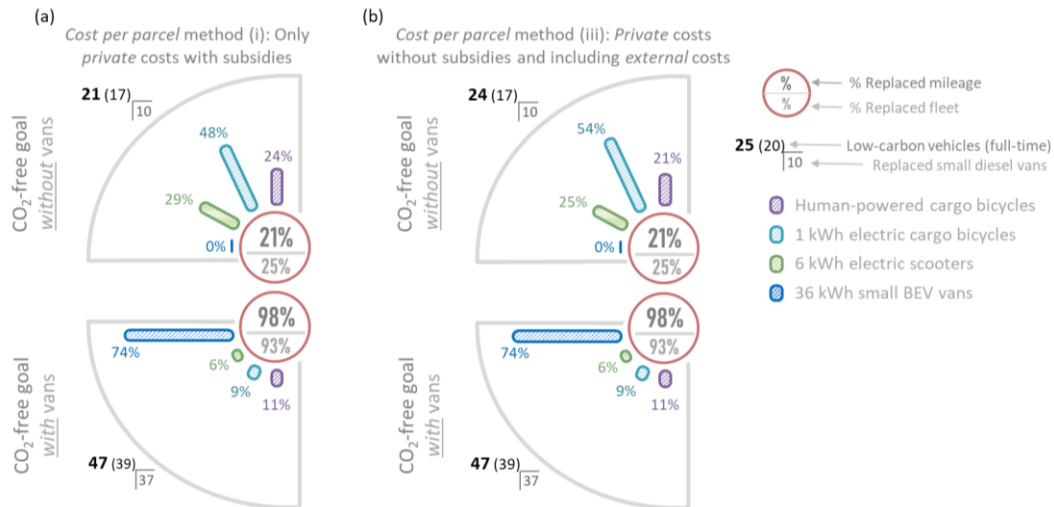 (a)
Cost per parcel method (i): Only
private costs with subsidies
21 (17)
10
CO2-free goal
without vans
48%
24%
29%
0%
21%
25%
98%
93%
CO2-free goal
with vans
74%
6%
9%
11%
47 (39)
37
(b)
Cost per parcel method (iii): Private costs
without subsidies and including external costs
24 (17)
10
CO2-free goal
without vans
54%
21%
25%
0%
21%
25%
98%
93%
CO2-free goal
with vans
74%
6%
9%
11%
47 (39)
37
% % Replaced mileage
% % Replaced fleet
25 (20) Low-carbon vehicles (full-time)
10 Replaced small diesel vans
Human-powered cargo bicycles
1 kWh electric cargo bicycles
6 kWh electric scooters
36 kWh small BEV vans